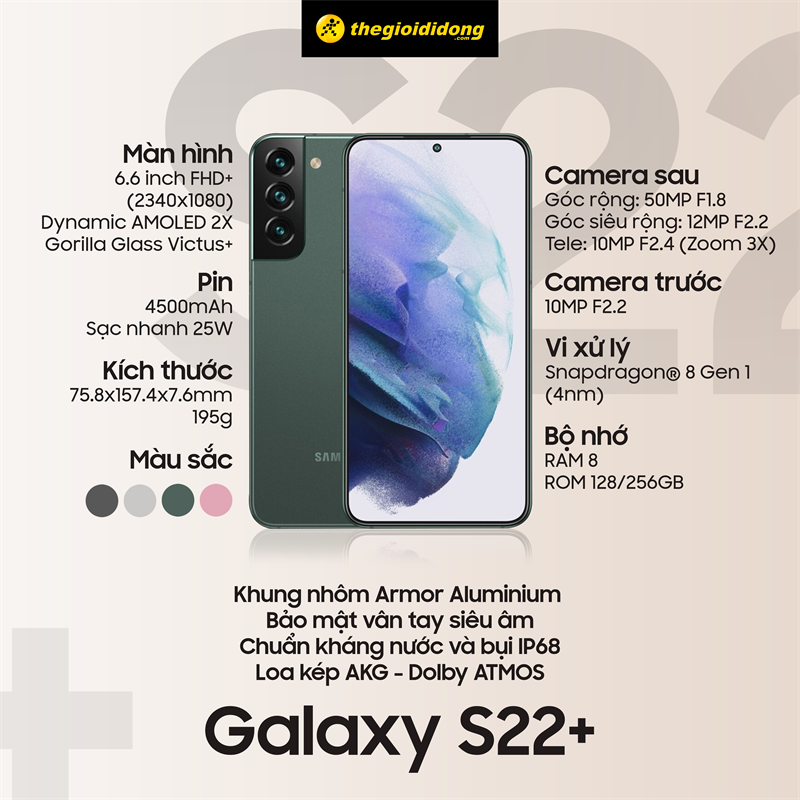 thegioididong
.com
Màn hình
6.6 inch FHD+
(2340x1080)
Dynamic AMOLED 2X
Gorilla Glass Victus+
Pin
4500mAh
Sạc nhanh 25W
Kích thước
75.8x157.4x7.6mm
195g
Màu sắc
SAM
Camera sau
Góc rộng: 50MP F1.8
Góc siêu rộng: 12MP F2.2
Tele: 10MP F2.4 (Zoom 3X)
Camera trước
10MP F2.2
Vi xử lý
Snapdragon® 8 Gen 1
(4nm)
Bộ nhớ
RAM 8
ROM 128/256GB
Khung nhôm Armor Aluminium
Bảo mật vân tay siêu âm
Chuẩn kháng nước và bụi IP68
Loa kép AKG - Dolby ATMOS
Galaxy S22+
S22
+